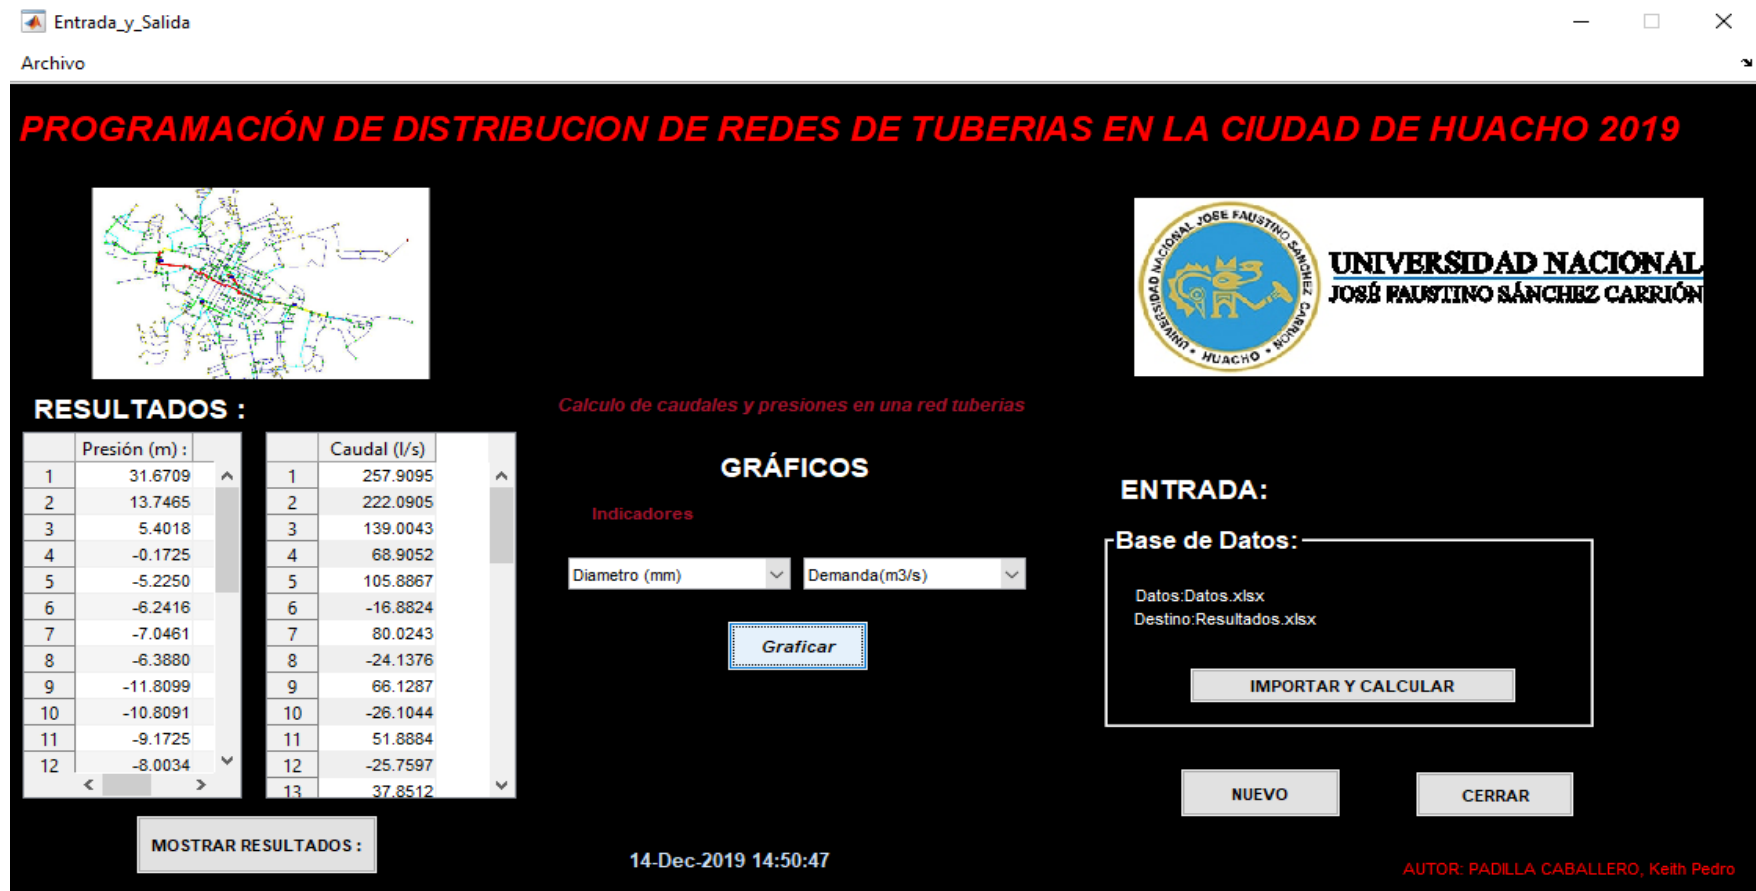 Entrada_y_Salida
Archivo
PROGRAMACIÓN DE DISTRIBUCION DE REDES DE TUBERIAS EN LA CIUDAD DE HUACHO 2019
UNIVERSIDAD NACIONAL JOSE FAUSTINO SANCHEZ CARRION
• HUACHO •
UNIVERSIDAD NACIONAL
JOSÉ FAUSTINO SÁNCHEZ CARRIÓN
RESULTADOS :
Presión (m) :
1 31.6709
2 13.7465
3 5.4018
4 -0.1725
5 -5.2250
6 -6.2416
7 -7.0461
8 -6.3880
9 -11.8099
10 -10.8091
11 -9.1725
12 -8.0034
Caudal (l/s)
1 257.9095
2 222.0905
3 139.0043
4 68.9052
5 105.8867
6 -16.8824
7 80.0243
8 -24.1376
9 66.1287
10 -26.1044
11 51.8884
12 -25.7597
13 37.8512
MOSTRAR RESULTADOS :
Calculo de caudales y presiones en una red tuberias
GRÁFICOS
Indicadores
Diametro (mm)
Demanda(m3/s)
Graficar
14-Dec-2019 14:50:47
ENTRADA:
Base de Datos:
Datos:Datos.xlsx
Destino:Resultados.xlsx
IMPORTAR Y CALCULAR
NUEVO
CERRAR
AUTOR: PADILLA CABALLERO, Keith Pedro